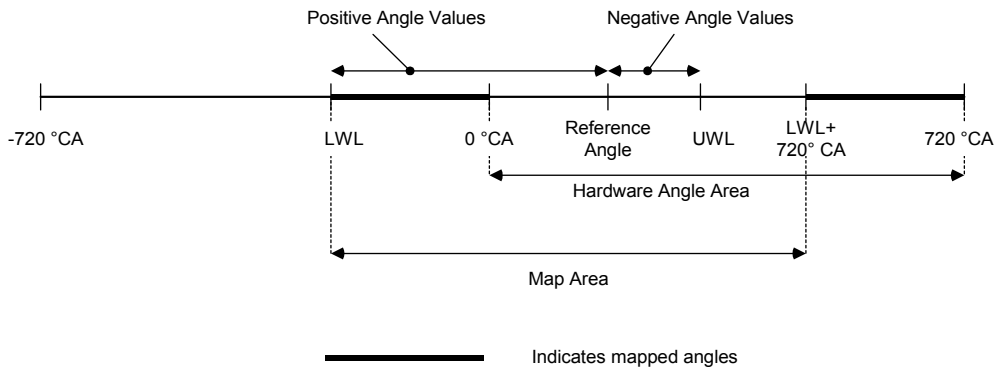 Positive Angle Values
Negative Angle Values
-720 °CA
LWL
0 °CA
Reference
Angle
UWL
LWL+
720° CA
720 °CA
Hardware Angle Area
Map Area
Indicates mapped angles